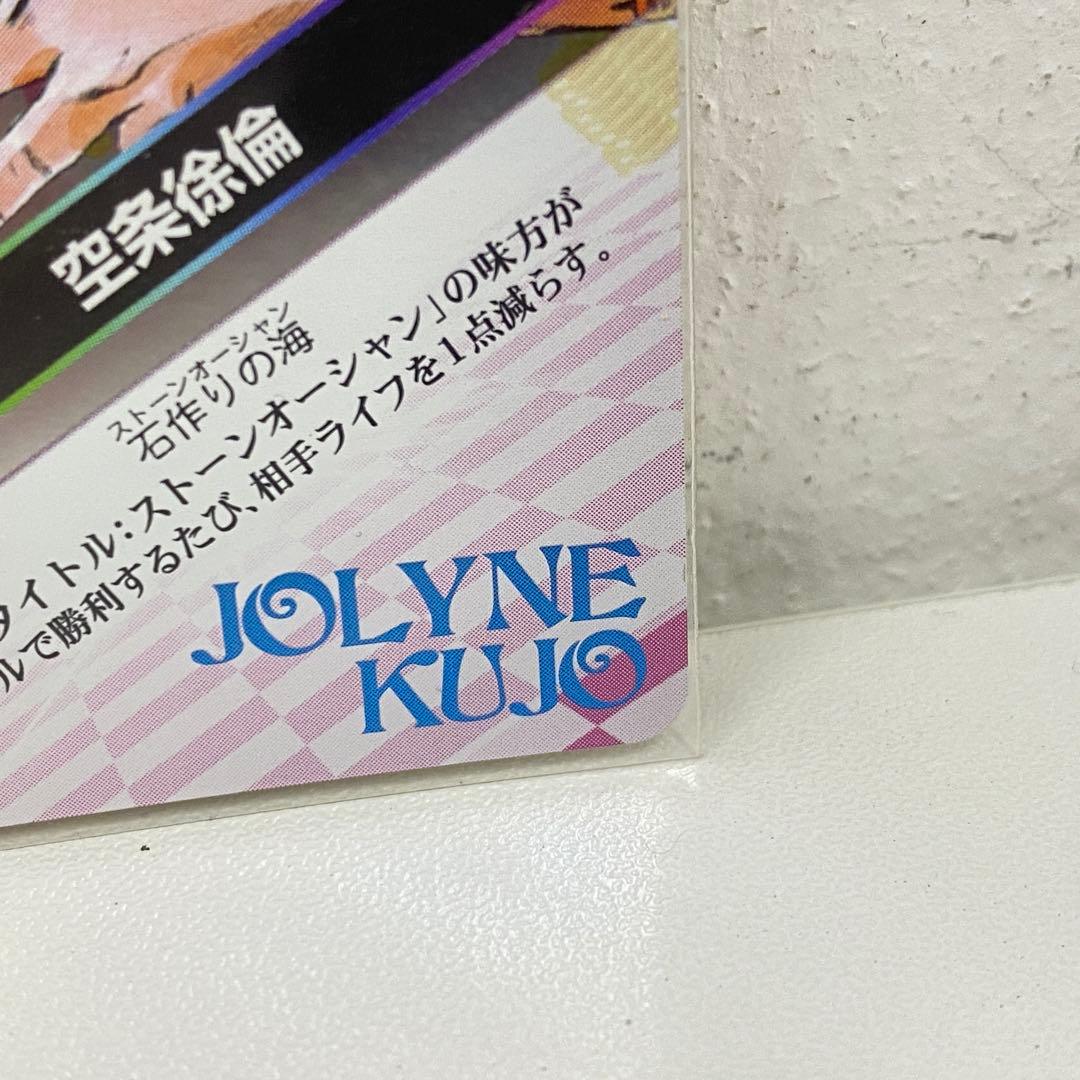 空条徐倫
ストーンオーシャン
石作りの海
タイトル:ストーンオーシャン」の味方が
ルで勝利するたび、相手ライフを1点減らす。
JOLYNE
KUJO